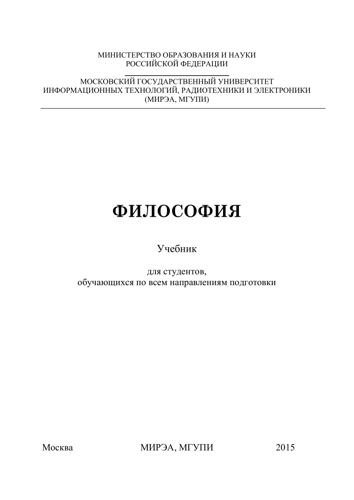 МИНИСТЕРСТВО ОБРАЗОВАНИЯ И НАУКИ
РОССИЙСКОЙ ФЕДЕРАЦИИ
МОСКОВСКИЙ ГОСУДАРСТВЕННЫЙ УНИВЕРСИТЕТ
ИНФОРМАЦИОННЫХ ТЕХНОЛОГИЙ, РАДИОТЕХНИКИ И ЭЛЕКТРОНИКИ
(МИРЭА, МГУПИ)
ФИЛОСОФИЯ
Учебник
для студентов,
обучающихся по всем направлениям подготовки
Москва МИРЭА, МГУПИ 2015